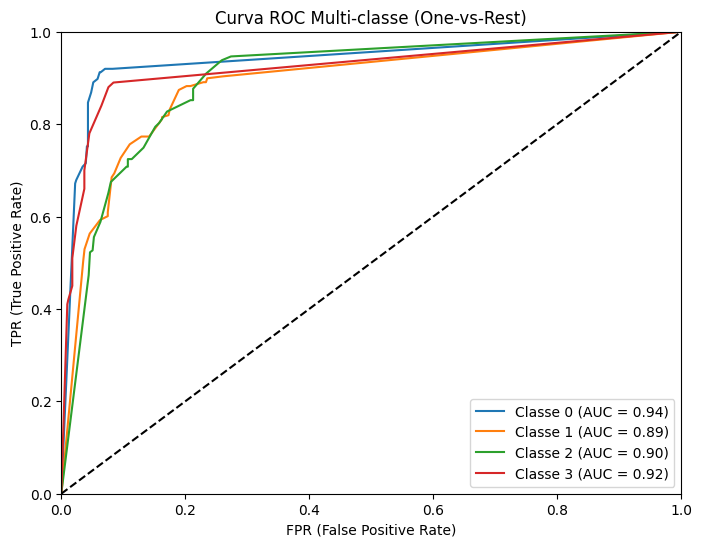 Curva ROC Multi-classe (One-vs-Rest)
TPR (True Positive Rate)
1.0
0.8
0.6
0.4
0.2
0.0
Classe 0 (AUC = 0.94)
Classe 1 (AUC = 0.89)
Classe 2 (AUC = 0.90)
Classe 3 (AUC = 0.92)
0.0 0.2 0.4 0.6 0.8 1.0
FPR (False Positive Rate)